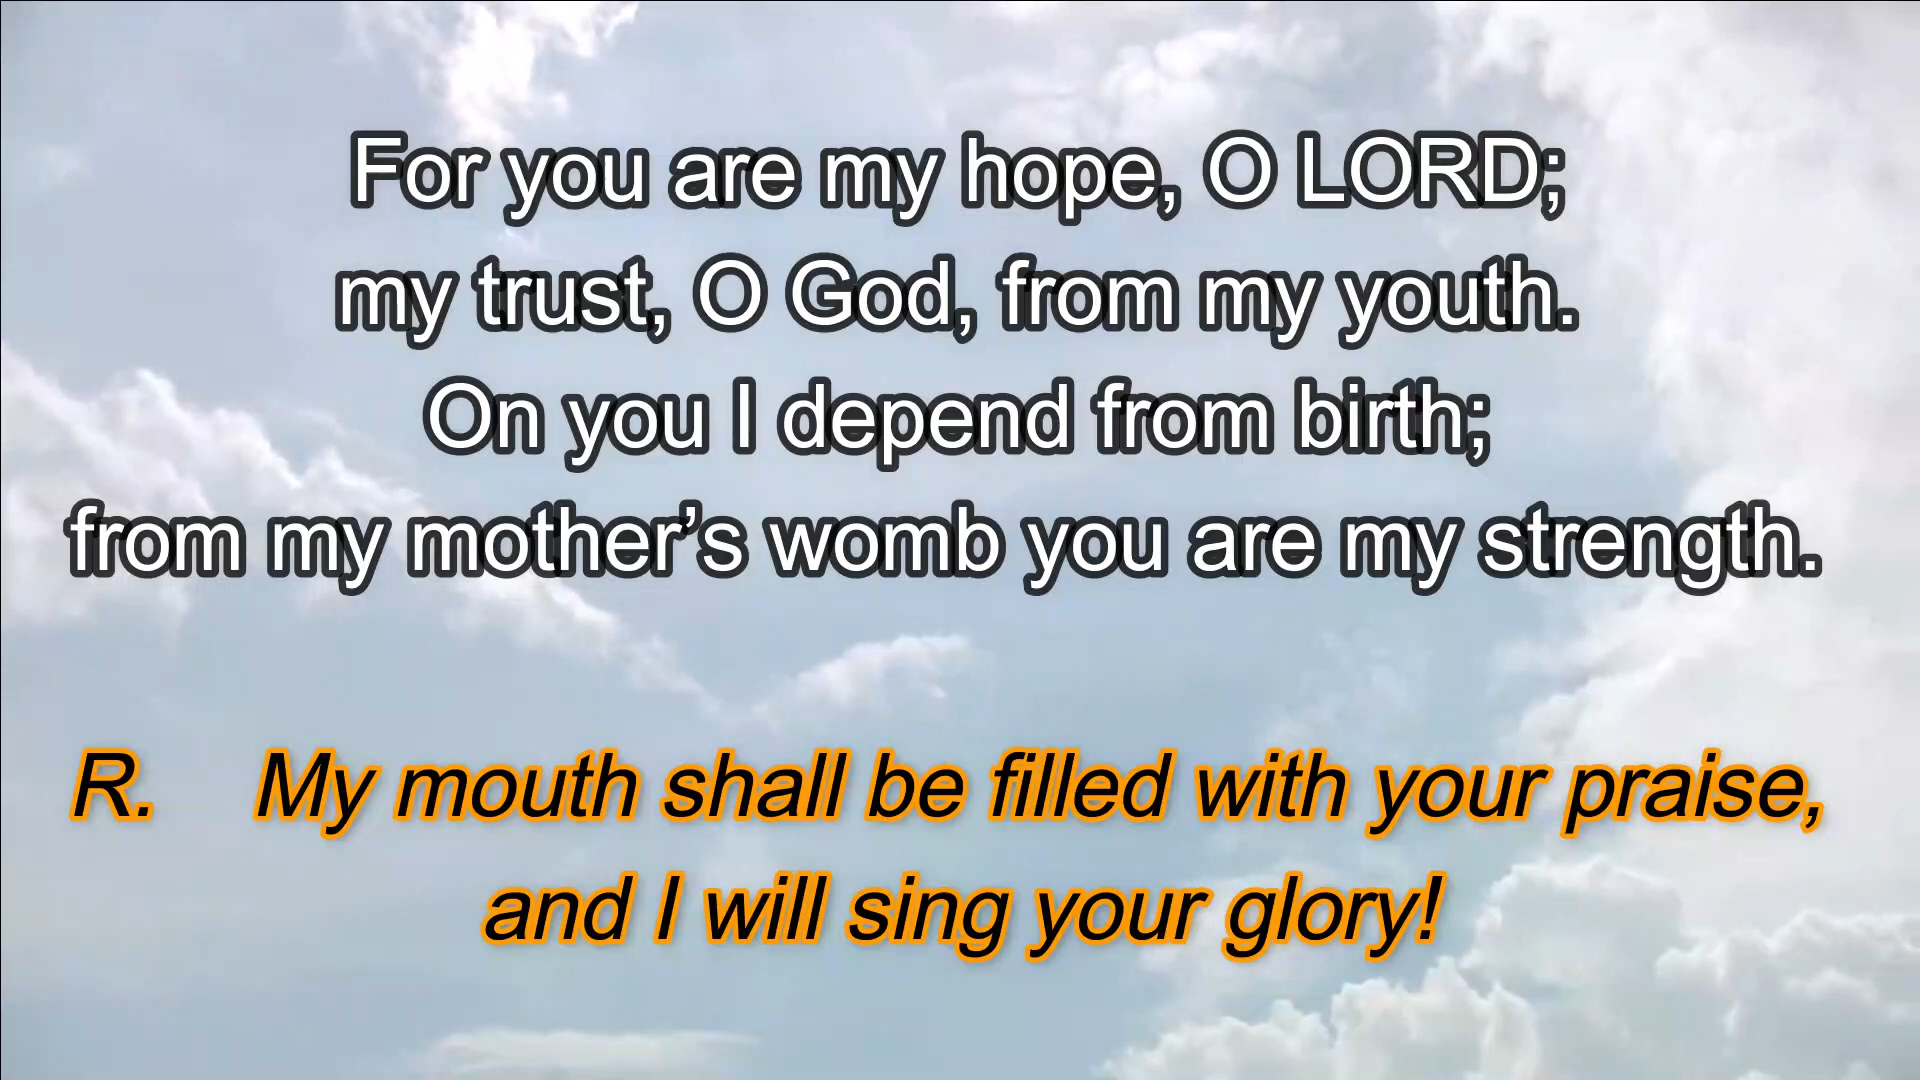 For you are my hope, O LORD;
my trust, O God, from my youth.
On you I depend from birth;
from my mother’s womb you are my strength.
R. My mouth shall be filled with your praise,
and I will sing your glory!